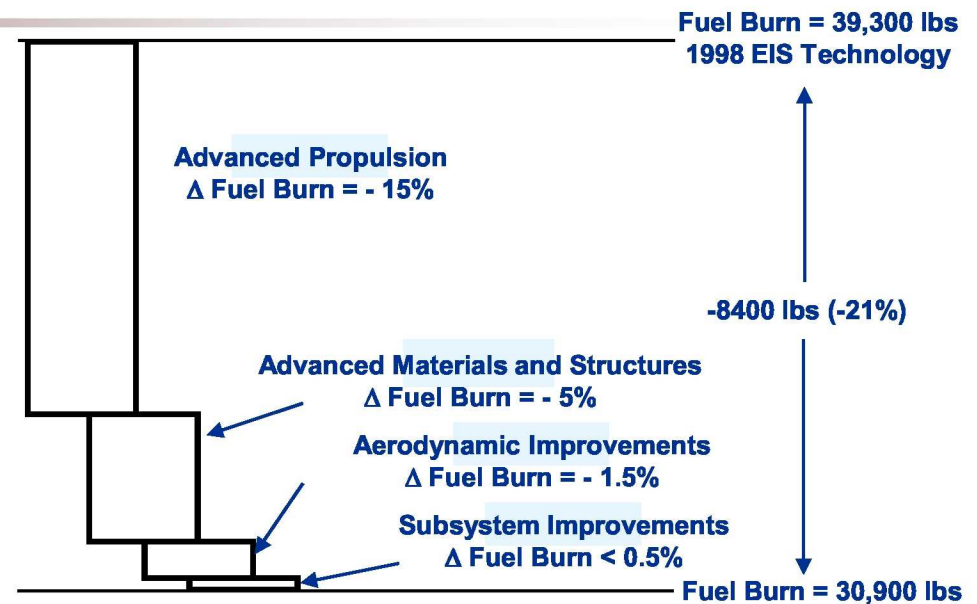 Fuel Burn = 39,300 lbs
1998 EIS Technology
Advanced Propulsion
Δ Fuel Burn = - 15%
-8400 lbs (-21%)
Advanced Materials and Structures
Δ Fuel Burn = - 5%
Aerodynamic Improvements
Δ Fuel Burn = - 1.5%
Subsystem Improvements
Δ Fuel Burn < 0.5%
Fuel Burn = 30,900 lbs